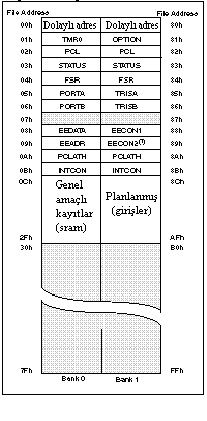 File Address File Address
00h Dolaylı adres Dolaylı adres 80h
01h TMR0 OPTION 81h
02h PCL PCL 82h
03h STATUS STATUS 83h
04h FSR FSR 84h
05h PORTA TRISA 85h
06h PORTB TRISB 86h
07h 87h
08h EEDATA EECON1 88h
09h EEADR EECON2(1) 89h
0Ah PCLATH PCLATH 8Ah
0Bh INTCON INTCON 8Bh
0Ch 8Ch
Genel
amaçlı
kayıtlar
(sram)
Planlanmış
(girişler)
2Fh AFh
30h B0h
7Fh FFh
Bank 0 Bank 1